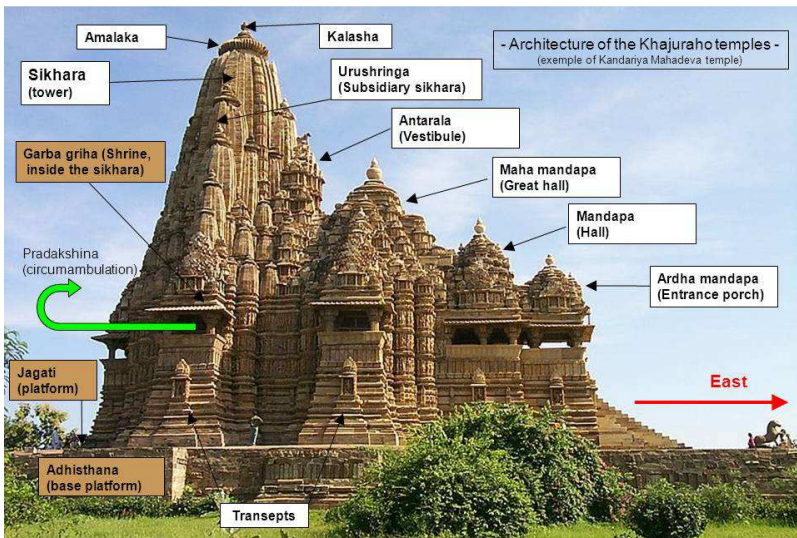 Amalaka
Kalasha
- Architecture of the Khajuraho temples -
(exemple of Kandariya Mahadeva temple)
Sikhara
(tower)
Urushringa
(Subsidiary sikhara)
Antarala
(Vestibule)
Garba griha (Shrine,
inside the sikhara)
Maha mandapa
(Great hall)
Mandapa
(Hall)
Pradakshina
(circumambulation)
Ardha mandapa
(Entrance porch)
Jagati
(platform)
East
Adhisthana
(base platform)
Transepts